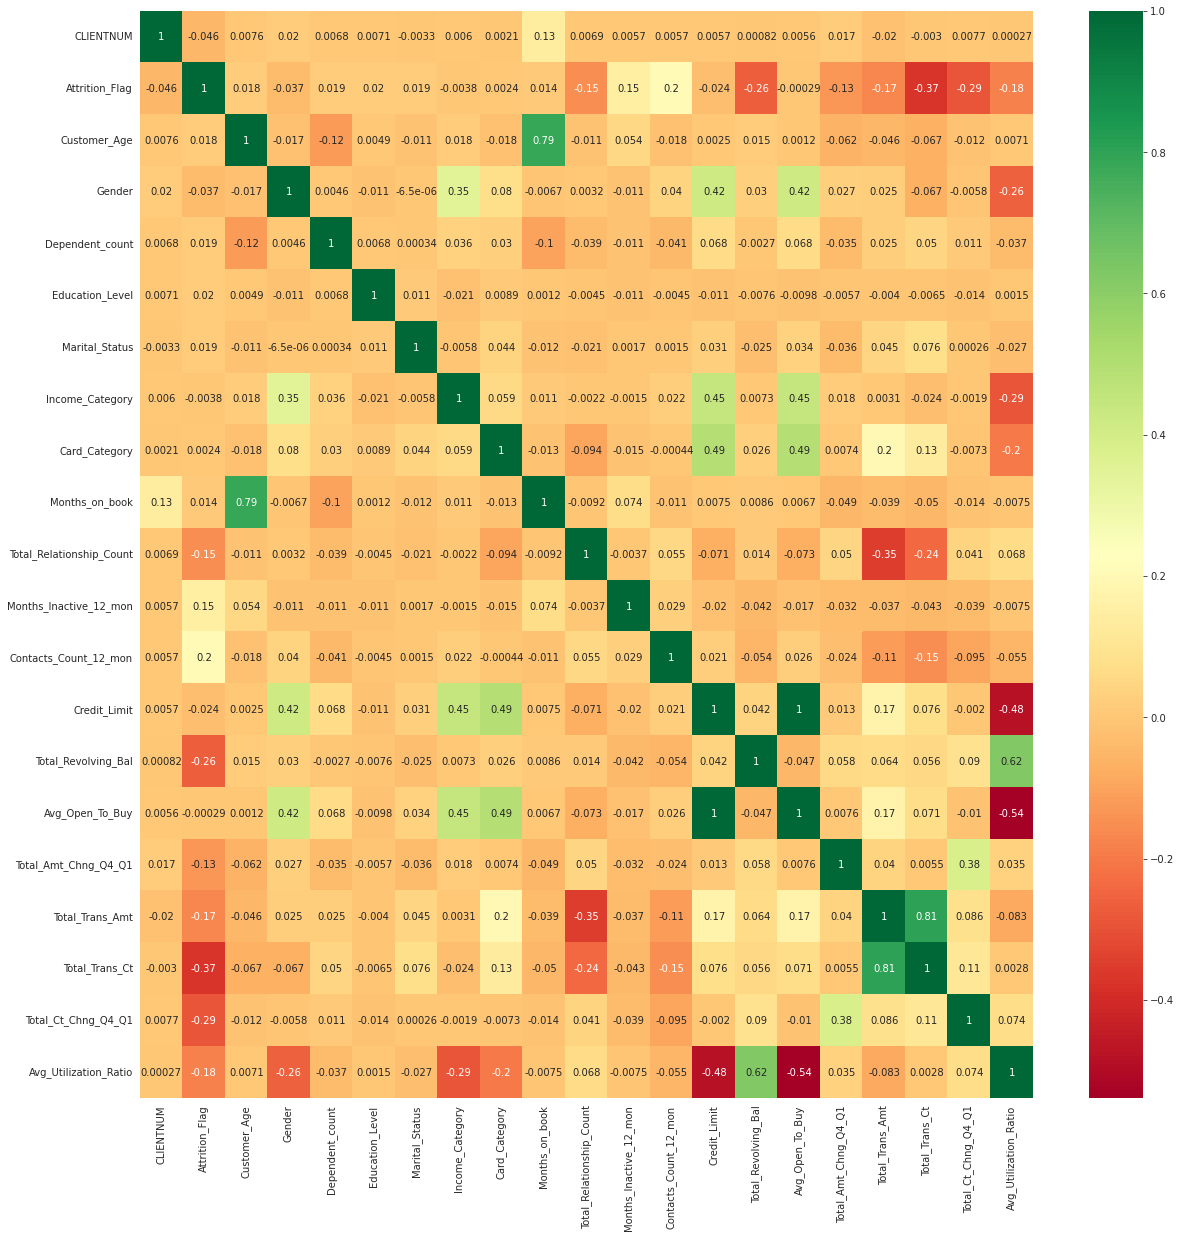 CLIENTNUM 1 -0.046 0.0076 0.02 0.0068 0.0071 -0.0033 0.006 0.0021 0.13 0.0069 0.0057 0.0057 0.0057 0.00082 0.0056 0.017 -0.02 -0.003 0.0077 0.00027
Attrition_Flag -0.046 1 0.018 -0.037 0.019 0.02 0.019 -0.0038 0.0024 0.014 -0.15 0.15 0.2 -0.024 -0.26 -0.00029 -0.13 -0.17 -0.37 -0.29 -0.18
Customer_Age 0.0076 0.018 1 -0.017 -0.12 0.0049 -0.011 0.018 -0.018 0.79 -0.011 0.054 -0.018 0.0025 0.015 0.0012 -0.062 -0.046 -0.067 -0.012 0.0071
Gender 0.02 -0.037 -0.017 1 0.0046 -0.011 -6.5e-06 0.35 0.08 -0.0067 0.0032 -0.011 0.04 0.42 0.03 0.42 0.027 0.025 -0.067 -0.0058 -0.26
Dependent_count 0.0068 0.019 -0.12 0.0046 1 0.0068 0.00034 0.036 0.03 -0.1 -0.039 -0.011 -0.041 0.068 -0.0027 0.068 -0.035 0.025 0.05 0.011 -0.037
Education_Level 0.0071 0.02 0.0049 -0.011 0.0068 1 0.011 -0.021 0.0089 0.0012 -0.0045 -0.011 -0.0045 -0.011 -0.0076 -0.0098 -0.0057 -0.004 -0.0065 -0.014 0.0015
Marital_Status -0.0033 0.019 -0.011 -6.5e-06 0.00034 0.011 1 -0.0058 0.044 -0.012 -0.021 0.0017 0.0015 0.031 -0.025 0.034 -0.036 0.045 0.076 0.00026 -0.027
Income_Category 0.006 -0.0038 0.018 0.35 0.036 -0.021 -0.0058 1 0.059 0.011 -0.0022 -0.0015 0.022 0.45 0.0073 0.45 0.018 0.0031 -0.024 -0.0019 -0.29
Card_Category 0.0021 0.0024 -0.018 0.08 0.03 0.0089 0.044 0.059 1 -0.013 -0.094 -0.015 -0.00044 0.49 0.026 0.49 0.0074 0.2 0.13 -0.0073 -0.2
Months_on_book 0.13 0.014 0.79 -0.0067 -0.1 0.0012 -0.012 0.011 -0.013 1 -0.0092 0.074 -0.011 0.0075 0.0086 0.0067 -0.049 -0.039 -0.05 -0.014 -0.0075
Total_Relationship_Count 0.0069 -0.15 -0.011 0.0032 -0.039 -0.0045 -0.021 -0.0022 -0.094 -0.0092 1 -0.0037 0.055 -0.071 0.014 -0.073 0.05 -0.35 -0.24 0.041 0.068
Months_Inactive_12_mon 0.0057 0.15 0.054 -0.011 -0.011 -0.011 0.0017 -0.0015 -0.015 0.074 -0.0037 1 0.029 -0.02 -0.042 -0.017 -0.032 -0.037 -0.043 -0.039 -0.0075
Contacts_Count_12_mon 0.0057 0.2 -0.018 0.04 -0.041 -0.0045 0.0015 0.022 -0.00044 -0.011 0.055 0.029 1 0.021 -0.054 0.026 -0.024 -0.11 -0.15 -0.095 -0.055
Credit_Limit 0.0057 -0.024 0.0025 0.42 0.068 -0.011 0.031 0.45 0.49 0.0075 -0.071 -0.02 0.021 1 0.042 1 0.013 0.17 0.076 -0.002 -0.48
Total_Revolving_Bal 0.00082 -0.26 0.015 0.03 -0.0027 -0.0076 -0.025 0.0073 0.026 0.0086 0.014 -0.042 -0.054 0.042 1 -0.047 0.058 0.064 0.056 0.09 0.62
Avg_Open_To_Buy 0.0056 -0.00029 0.0012 0.42 0.068 -0.0098 0.034 0.45 0.49 0.0067 -0.073 -0.017 0.026 1 -0.047 1 0.0076 0.17 0.071 -0.01 -0.54
Total_Amt_Chng_Q4_Q1 0.017 -0.13 -0.062 0.027 -0.035 -0.0057 -0.036 0.018 0.0074 -0.049 0.05 -0.032 -0.024 0.013 0.058 0.0076 1 0.04 0.0055 0.38 0.035
Total_Trans_Amt -0.02 -0.17 -0.046 0.025 0.025 -0.004 0.045 0.0031 0.2 -0.039 -0.35 -0.037 -0.11 0.17 0.064 0.17 0.04 1 0.81 0.086 -0.083
Total_Trans_Ct -0.003 -0.37 -0.067 -0.067 0.05 -0.0065 0.076 -0.024 0.13 -0.05 -0.24 -0.043 -0.15 0.076 0.056 0.071 0.0055 0.81 1 0.11 0.0028
Total_Ct_Chng_Q4_Q1 0.0077 -0.29 -0.012 -0.0058 0.011 -0.014 0.00026 -0.0019 -0.0073 -0.014 0.041 -0.039 -0.095 -0.002 0.09 -0.01 0.38 0.086 0.11 1 0.074
Avg_Utilization_Ratio 0.00027 -0.18 0.0071 -0.26 -0.037 0.0015 -0.027 -0.29 -0.2 -0.0075 0.068 -0.0075 -0.055 -0.48 0.62 -0.54 0.035 -0.083 0.0028 0.074 1
CLIENTNUM
Attrition_Flag
Customer_Age
Gender
Dependent_count
Education_Level
Marital_Status
Income_Category
Card_Category
Months_on_book
Total_Relationship_Count
Months_Inactive_12_mon
Contacts_Count_12_mon
Credit_Limit
Total_Revolving_Bal
Avg_Open_To_Buy
Total_Amt_Chng_Q4_Q1
Total_Trans_Amt
Total_Trans_Ct
Total_Ct_Chng_Q4_Q1
Avg_Utilization_Ratio
1.0
0.8
0.6
0.4
0.2
0.0
−0.2
−0.4